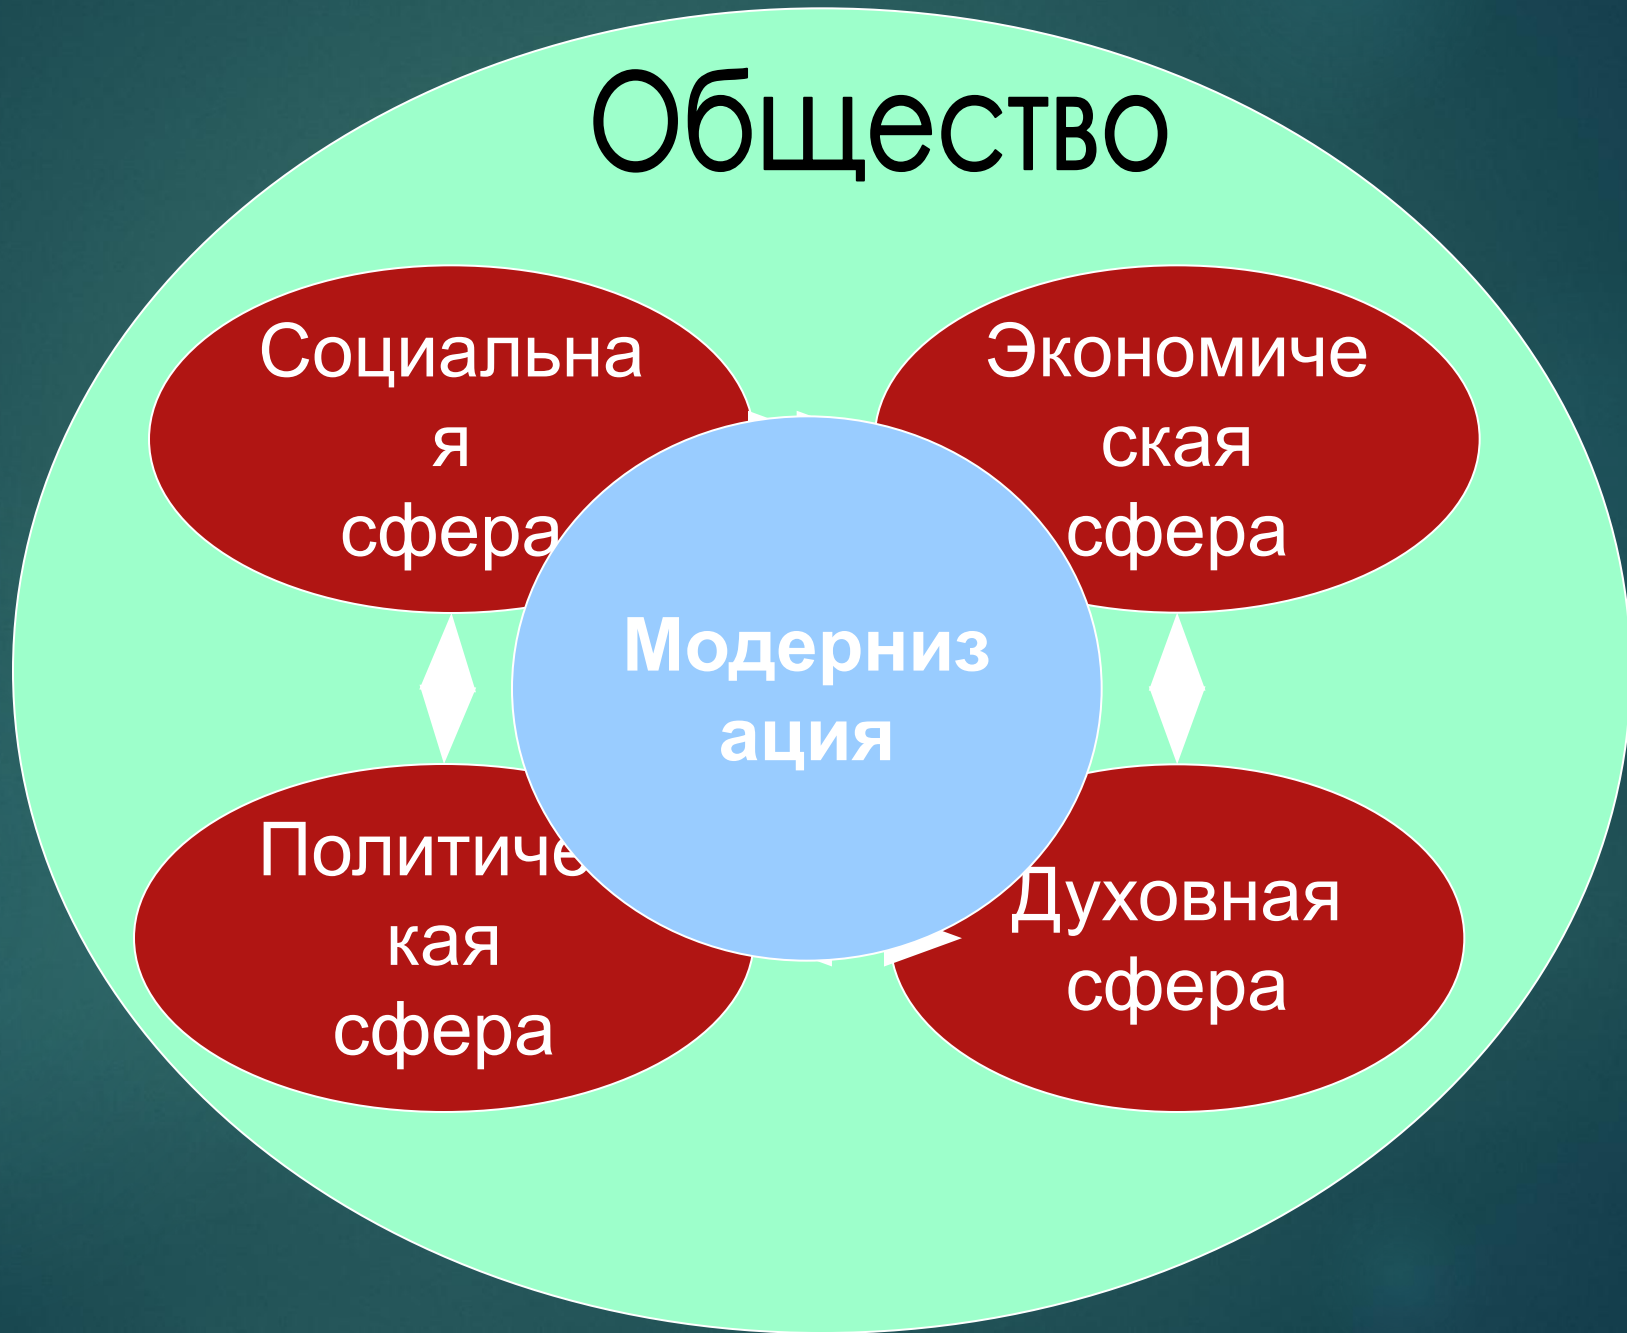 Общество
Социальна
я
сфера
Экономиче
ская
сфера
Модерниз
ация
Политиче
кая
сфера
Духовная
сфера